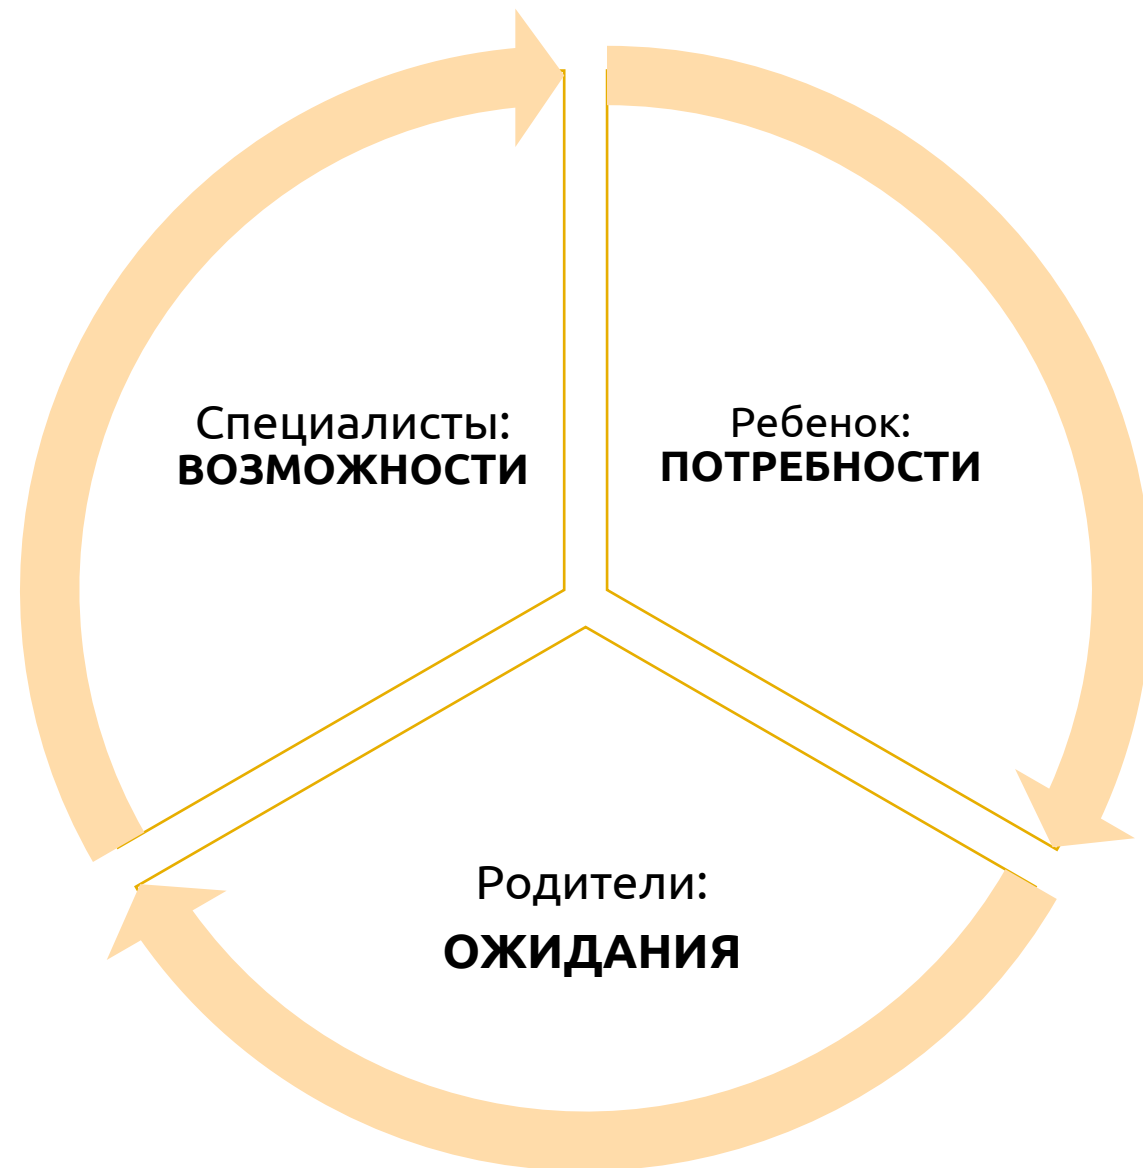 Специалисты:
ВОЗМОЖНОСТИ
Ребенок:
ПОТРЕБНОСТИ
Родители:
ОЖИДАНИЯ